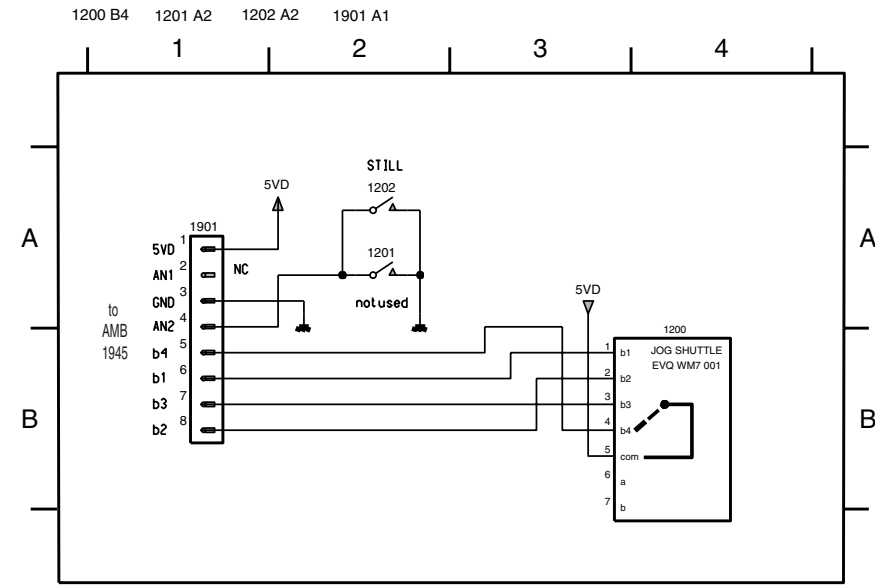 1200 B4 1201 A2 1202 A2 1901 A1
1 2 3 4
STILL
1202
5VD
1901
A A
1 5VD
2 AN1 NC
1201
3 GND
not used
5VD
4 AN2
to
AMB
1945
1200
5 b4
1 b1 JOG SHUTTLE
EVQ WM7 001
6 b1
2 b2
7 b3
3 b3
B B
8 b2
4 b4
5 com
6 a
7 b